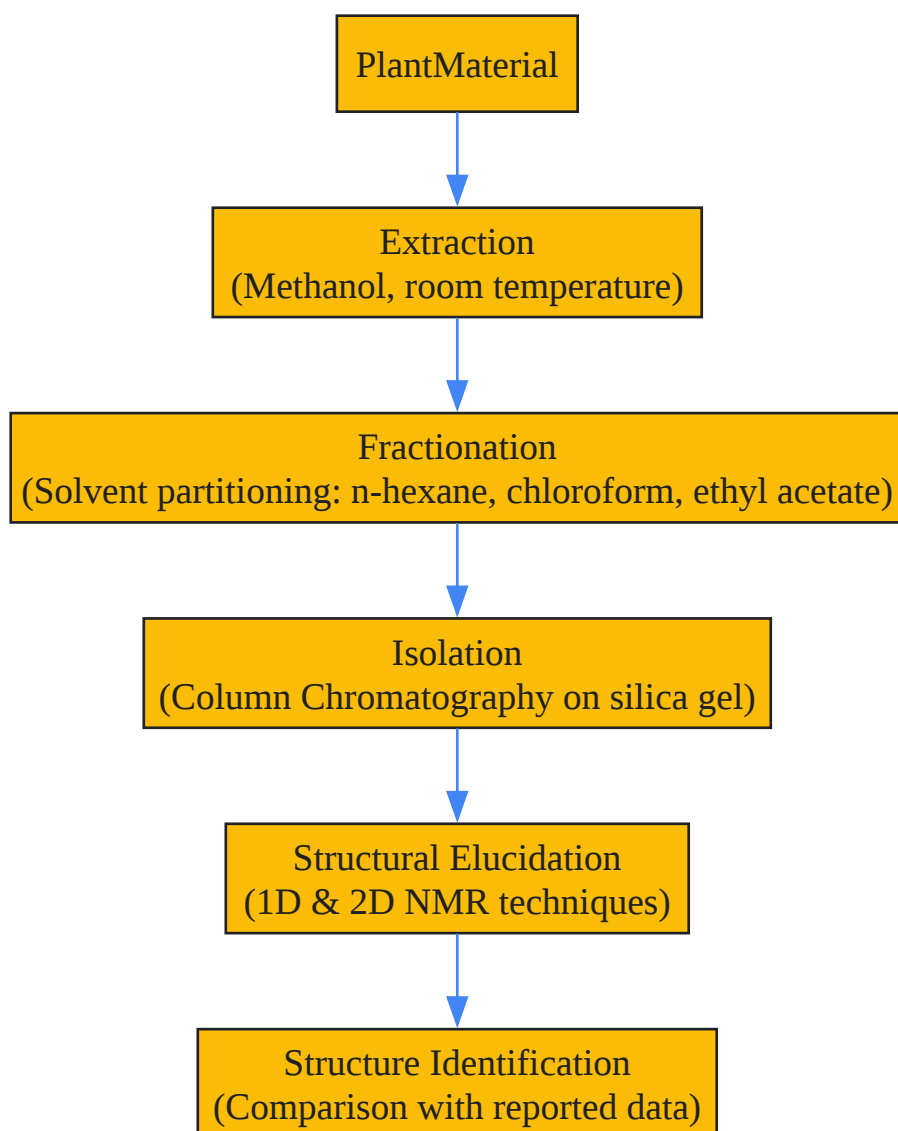 PlantMaterial
Extraction
(Methanol, room temperature)
Fractionation
(Solvent partitioning: n-hexane, chloroform, ethyl acetate)
Isolation
(Column Chromatography on silica gel)
Structural Elucidation
(1D & 2D NMR techniques)
Structure Identification
(Comparison with reported data)